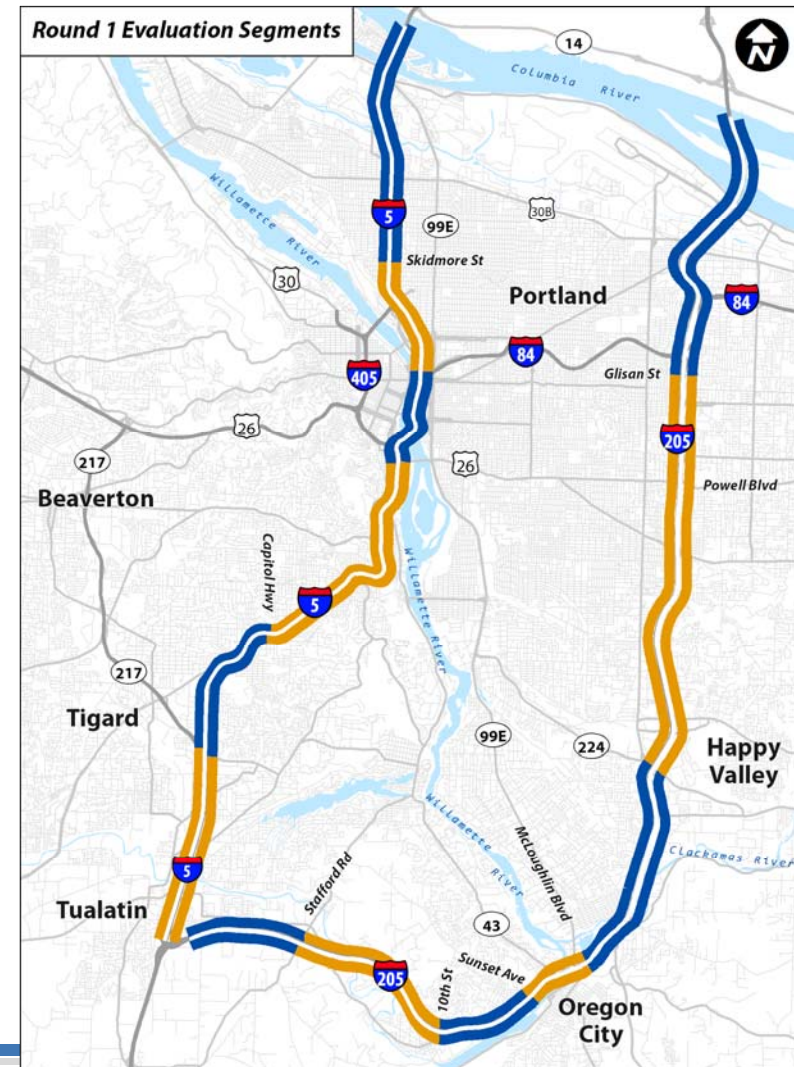 Round 1 Evaluation Segments
14
N
Columbia River
Willamette River
5
30B
99E
Skidmore St
30
Portland
84
84
405
Glisan St
26
205
217
26
Powell Blvd
Beaverton
Capitol Hwy
5
Willamette River
217
Tigard
99E
224
Happy
Valley
Willamette
River
McLoughlin Blvd
Clackamas River
5
Stafford Rd
Tualatin
43
Sunset Ave
205
10th St
Oregon
City